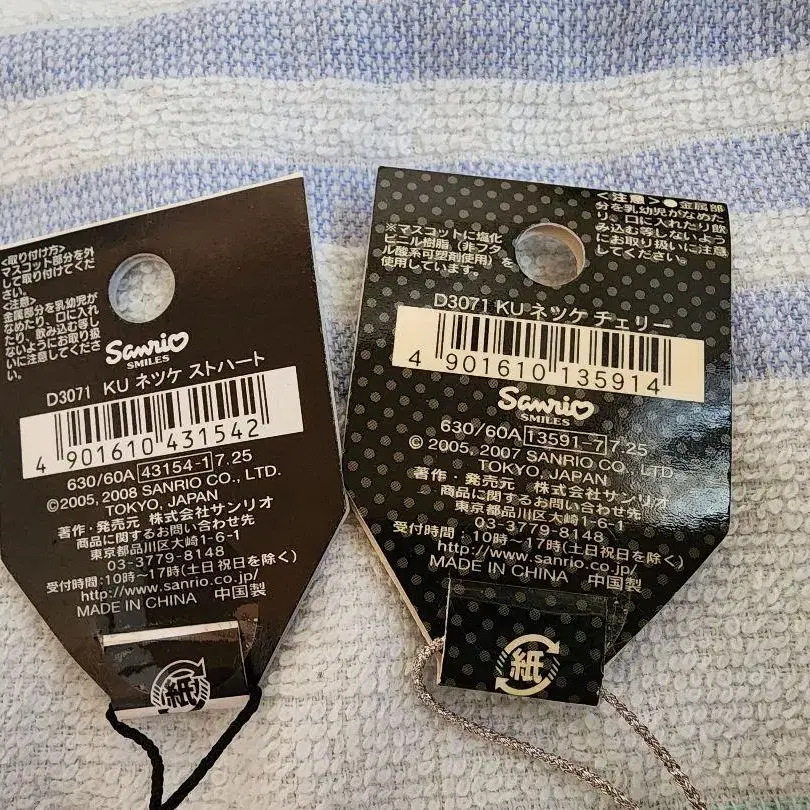 <取り付け方>
マスコット部分を外
して取り付けてくだ
さい。
<注意>
金属部分を乳幼児が
なめたり、口に入れ
たり、飲み込む等し
ないようにお取り扱
いに注意してください。
Sanrio
SMILES
D3071 KU ネツケ ストハート
4 901610 431542
630/60A 43154-1 7.25
©2005, 2008 SANRIO CO., LTD.
TOKYO, JAPAN
著作・発売元 株式会社サンリオ
商品に関するお問い合わせ先
東京都品川区大崎1-6-1
03-3779-8148
受付時間：10時〜17時(土日祝日を除く)
http://www.sanrio.co.jp/
MADE IN CHINA 中国製
紙
※マスコットに塩化
ビニル樹脂（非フタ
ル酸系可塑剤使用）を
使用しています。
<注意>●金属部
分を乳幼児がなめた
り、口に入れたり飲
み込む等しないよう
にお取り扱いに注意
してください。
D3071 KU ネツケ チェリー
4 901610 135914
Sanrio
SMILES
630/60A 13591-7 7.25
©2005, 2007 SANRIO CO., LTD.
TOKYO, JAPAN
著作・発売元 株式会社サンリオ
商品に関するお問い合わせ先
東京都品川区大崎1-6-1
03-3779-8148
受付時間：10時〜17時(土日祝日を除く)
http://www.sanrio.co.jp/
MADE IN CHINA 中国製
紙